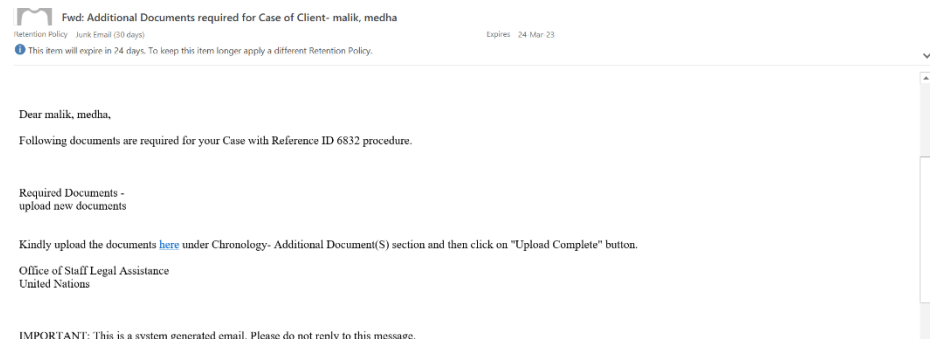 Fwd: Additional Documents required for Case of Client- malik, medha
Retention Policy Junk Email (30 days) Expires 24-Mar-23
This item will expire in 24 days. To keep this item longer apply a different Retention Policy.
Dear malik, medha,
Following documents are required for your Case with Reference ID 6832 procedure.
Required Documents -
upload new documents
Kindly upload the documents here under Chronology- Additional Document(S) section and then click on "Upload Complete" button.
Office of Staff Legal Assistance
United Nations
IMPORTANT: This is a system generated email. Please do not reply to this message.